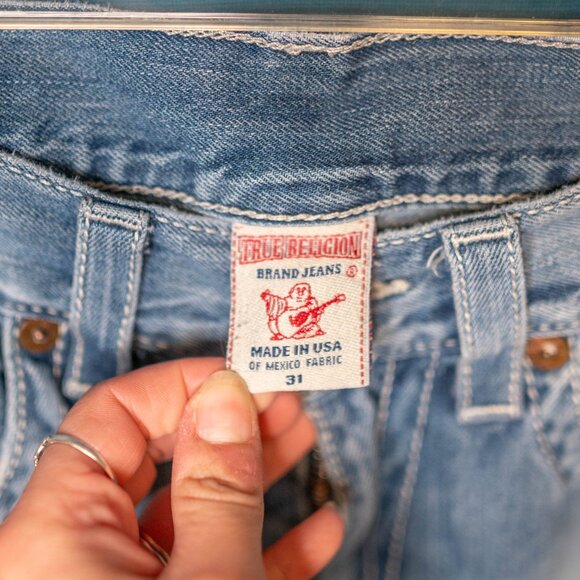 TRUE RELIGION
BRAND JEANS ®
MADE IN USA
OF MEXICO FABRIC
31